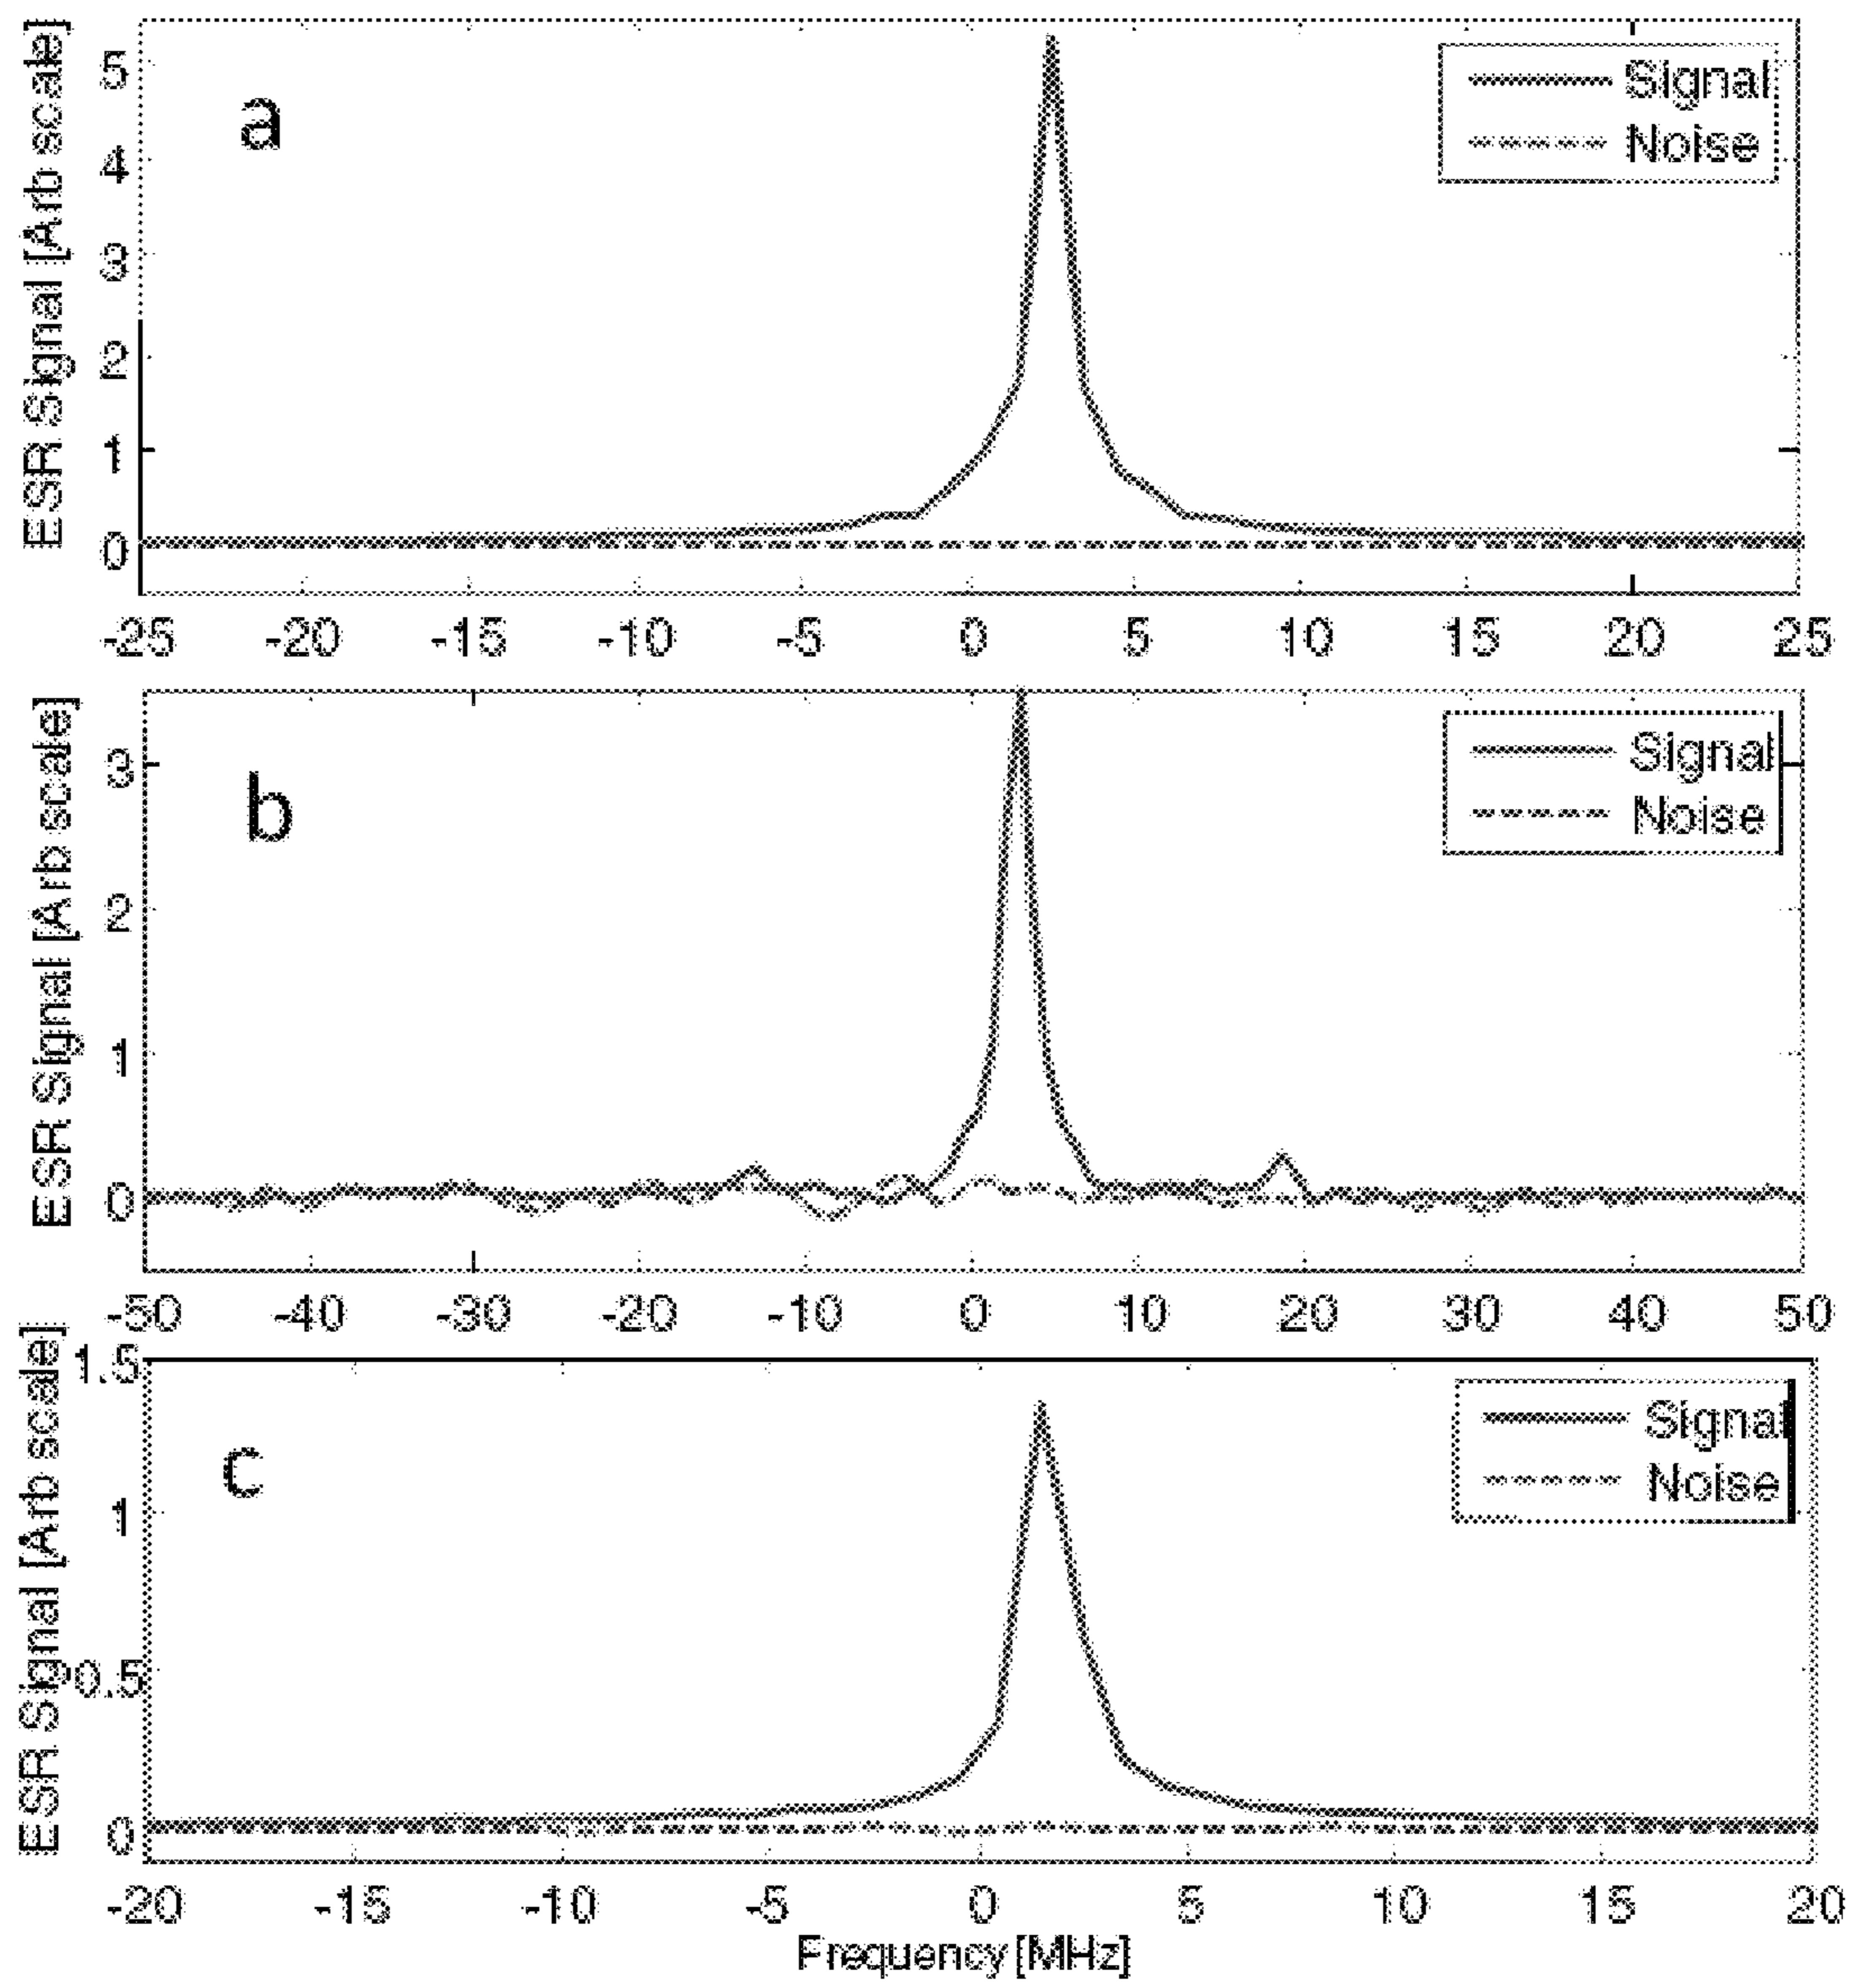 ESR Signal [Arb scale]
5
4
3
2
1
0
a
Signal
Noise
-25 -20 -15 -10 -5 0 5 10 15 20 25
ESR Signal [Arb scale]
3
2
1
0
b
Signal
Noise
-50 -40 -30 -20 -10 0 10 20 30 40 50
ESR Signal [Arb scale]
1.5
1
0.5
0
c
Signal
Noise
-20 -15 -10 -5 0 5 10 15 20
Frequency [MHz]